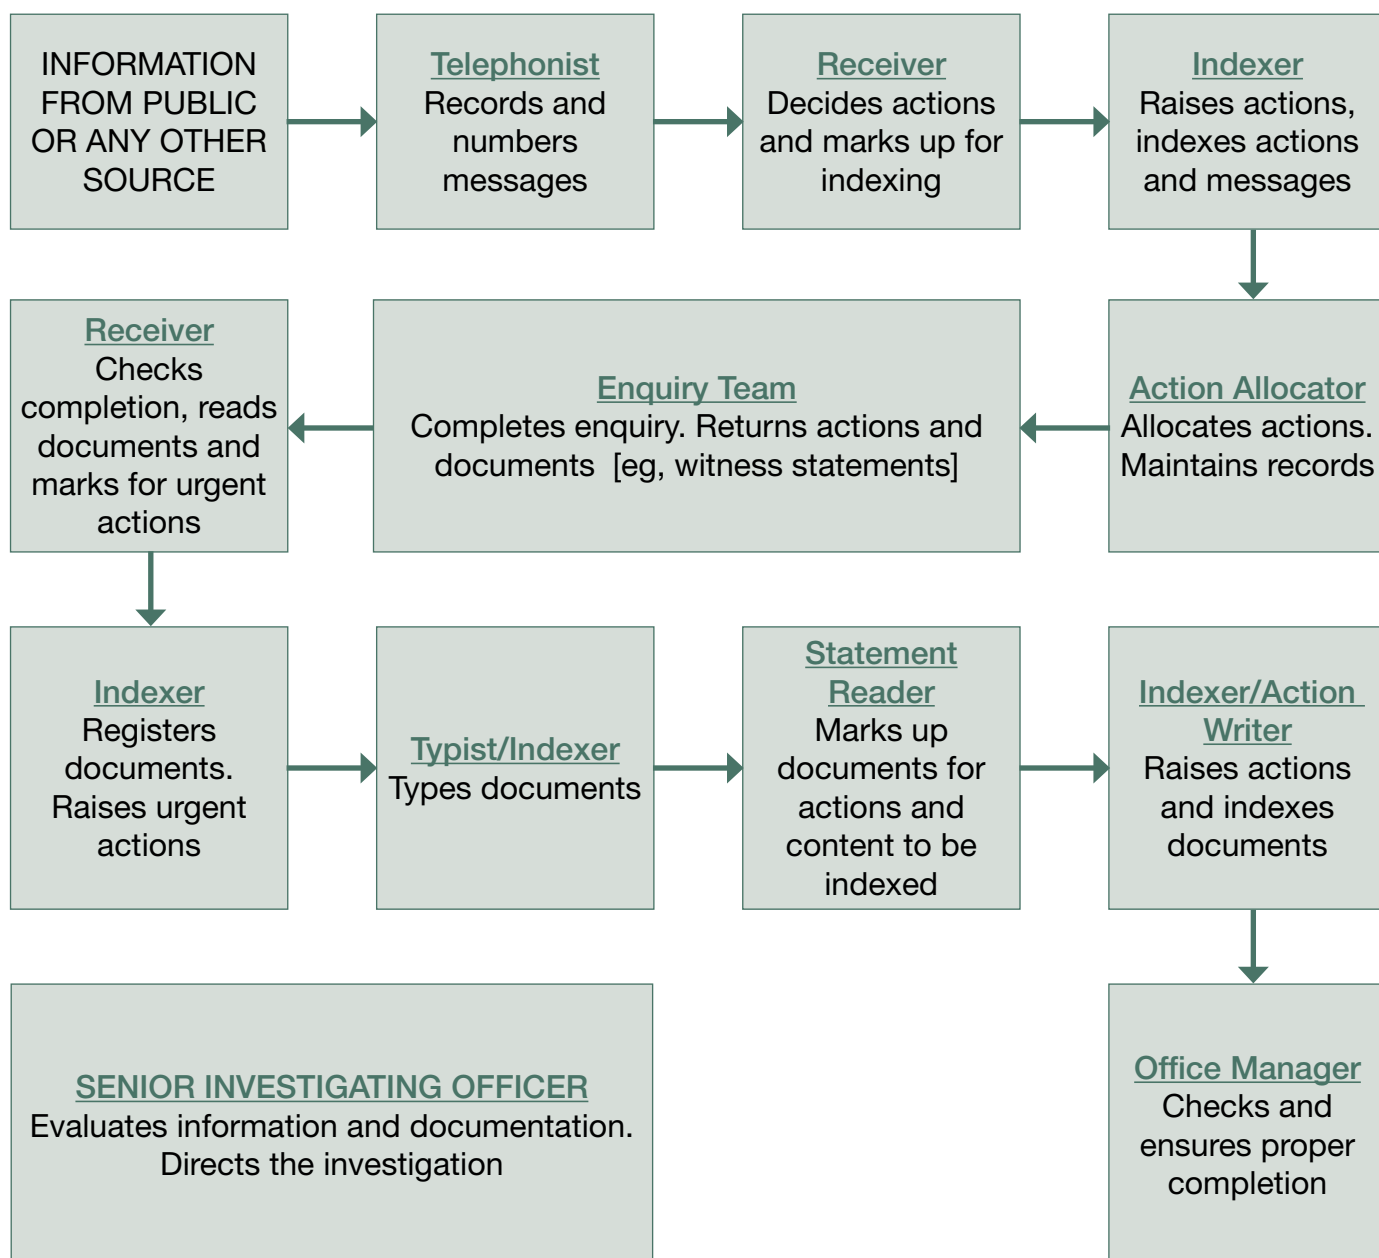 INFORMATION
FROM PUBLIC
OR ANY OTHER
SOURCE
Telephonist
Records and
numbers
messages
Receiver
Decides actions
and marks up for
indexing
Indexer
Raises actions,
indexes actions
and messages
Action Allocator
Allocates actions.
Maintains records
Enquiry Team
Completes enquiry. Returns actions and
documents  [eg, witness statements]
Receiver
Checks
completion, reads
documents and
marks for urgent
actions
Indexer
Registers
documents.
Raises urgent
actions
Typist/Indexer
Types documents
Statement
Reader
Marks up
documents for
actions and
content to be
indexed
Indexer/Action
Writer
Raises actions
and indexes
documents
Office Manager
Checks and
ensures proper
completion
SENIOR INVESTIGATING OFFICER
Evaluates information and documentation.
Directs the investigation